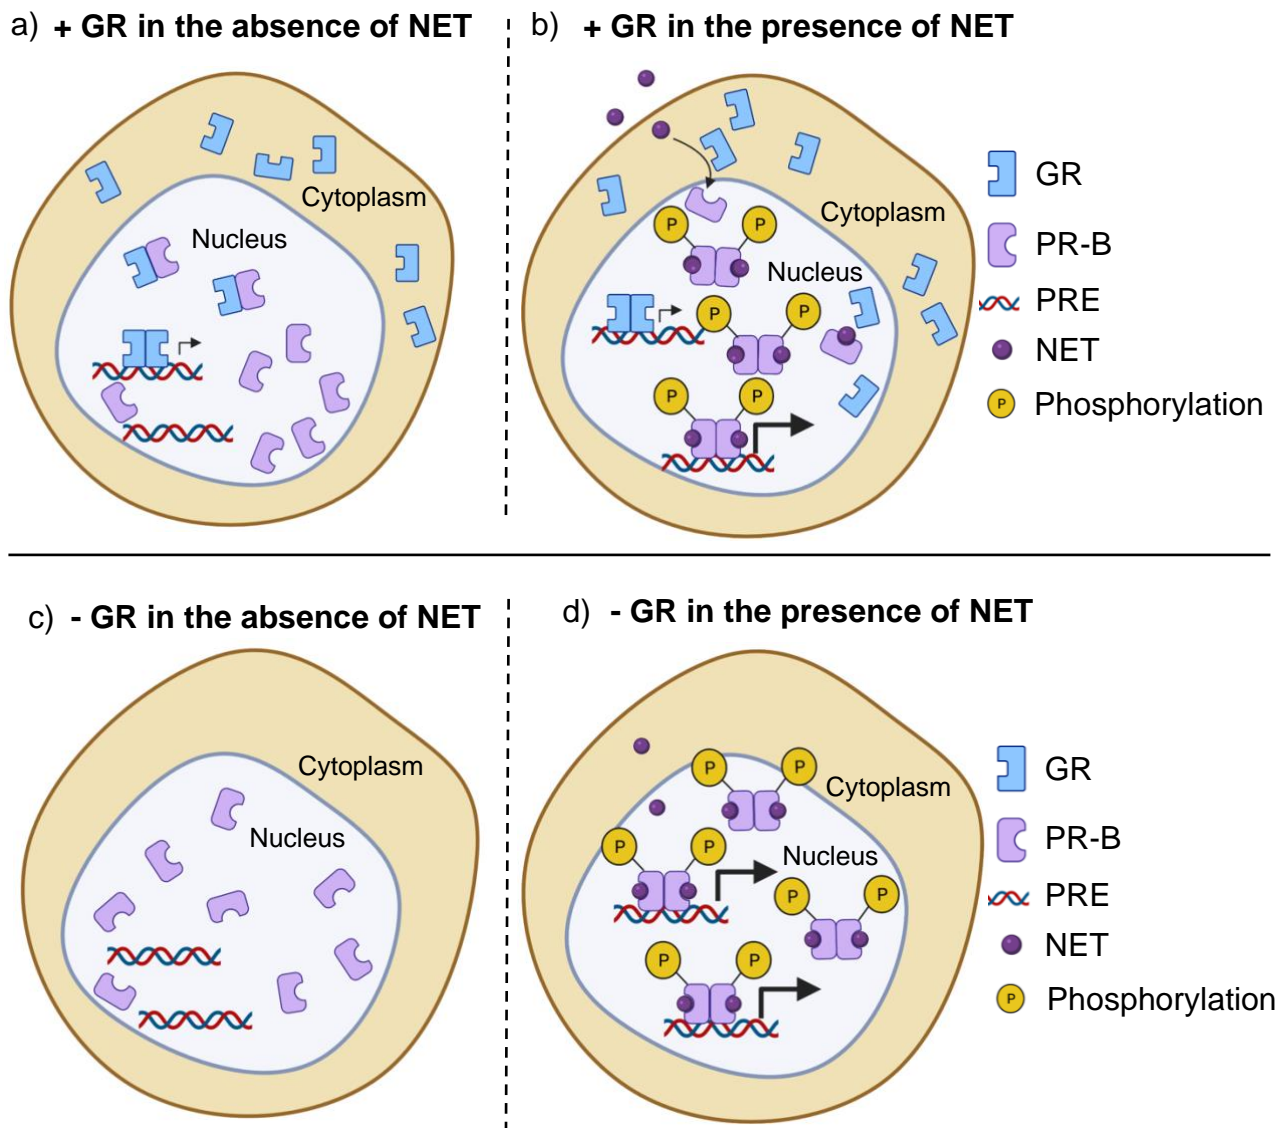 a) + GR in the absence of NET
b) + GR in the presence of NET
Cytoplasm
Nucleus
P
P
Cytoplasm
Nucleus
P
P
P
P
GR
PR-B
PRE
NET
P Phosphorylation
c) - GR in the absence of NET
d) - GR in the presence of NET
Cytoplasm
Nucleus
P
P
Cytoplasm
P
P
Nucleus
P
P
P
P
GR
PR-B
PRE
NET
P Phosphorylation